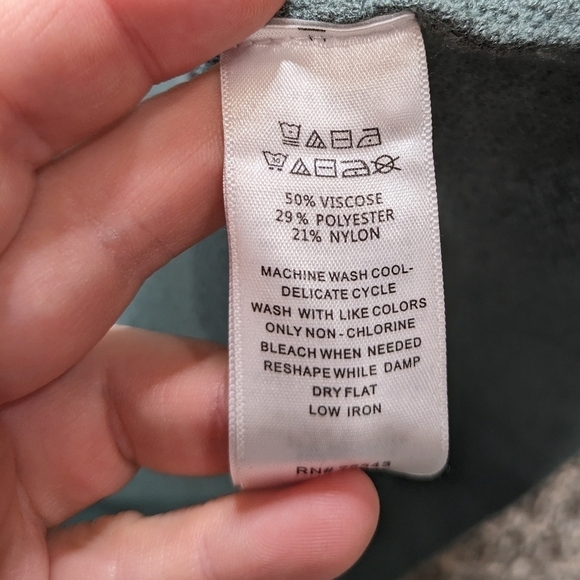 50% VISCOSE
29% POLYESTER
21% NYLON
MACHINE WASH COOL-
DELICATE CYCLE
WASH WITH LIKE COLORS
ONLY NON-CHLORINE
BLEACH WHEN NEEDED
RESHAPE WHILE DAMP
DRY FLAT
LOW IRON
RN#